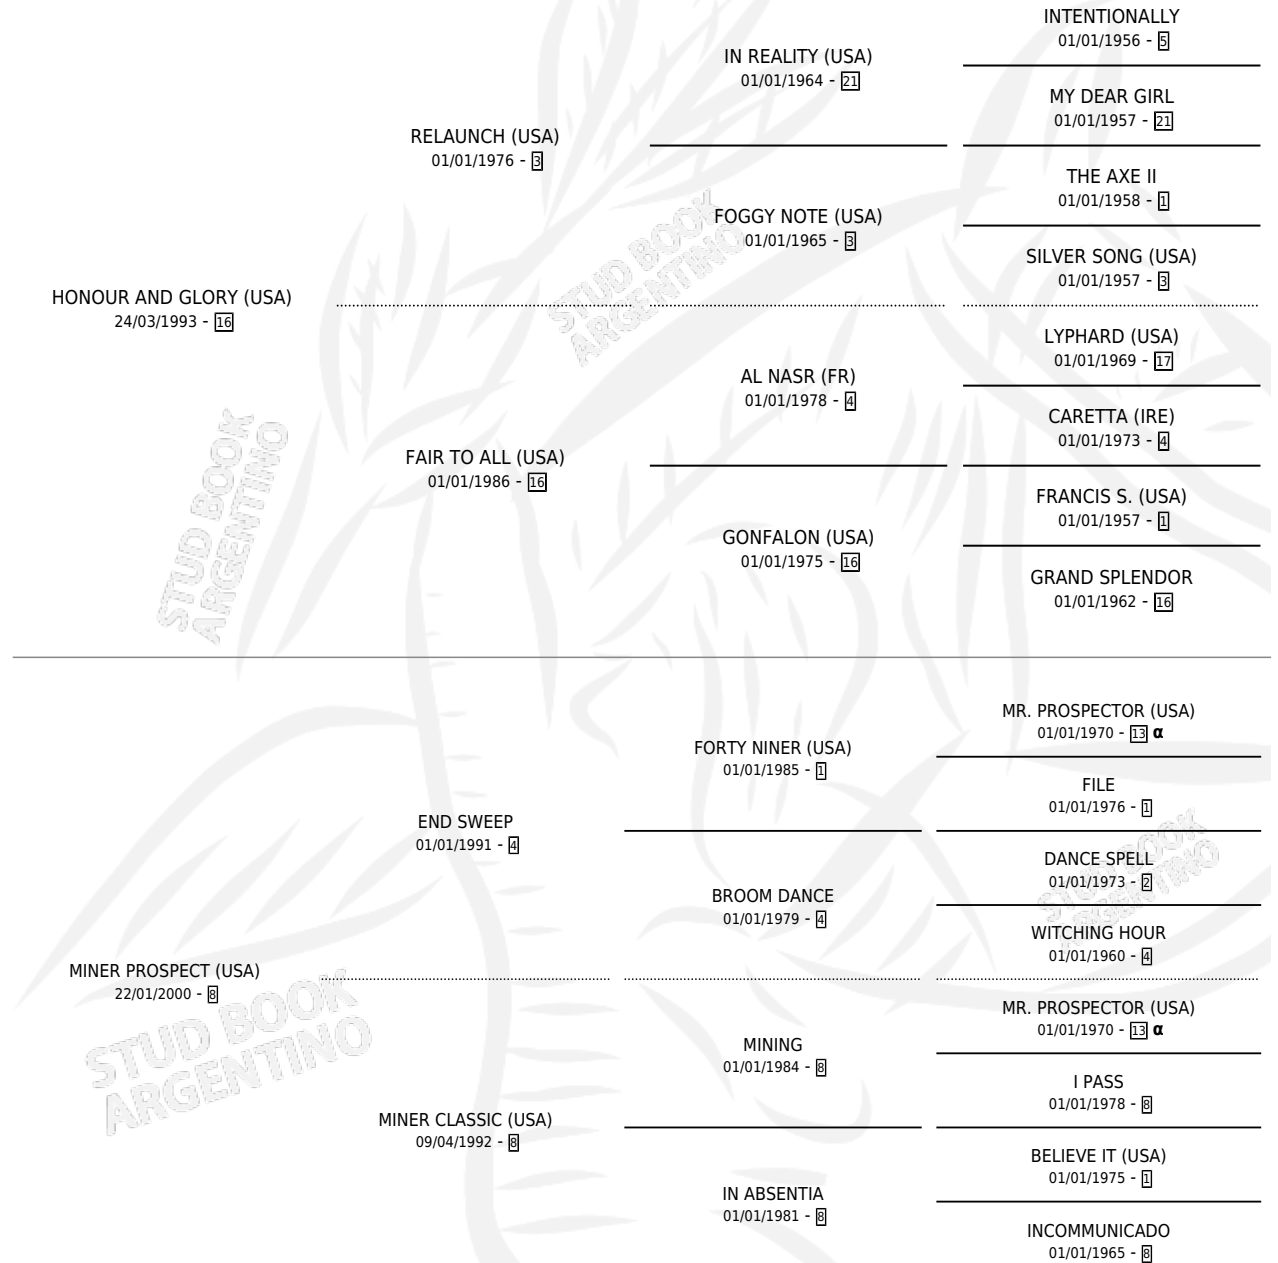 INTENTIONALLY
01/01/1956 - 5
IN REALITY (USA)
01/01/1964 - 21
MY DEAR GIRL
01/01/1957 - 21
RELAUNCH (USA)
01/01/1976 - 3
THE AXE II
01/01/1958 - 1
FOGGY NOTE (USA)
01/01/1965 - 3
SILVER SONG (USA)
01/01/1957 - 3
HONOUR AND GLORY (USA)
24/03/1993 - 16
LYPHARD (USA)
01/01/1969 - 17
AL NASR (FR)
01/01/1978 - 4
CARETTA (IRE)
01/01/1973 - 4
FAIR TO ALL (USA)
01/01/1986 - 16
FRANCIS S. (USA)
01/01/1957 - 1
GONFALON (USA)
01/01/1975 - 16
GRAND SPLENDOR
01/01/1962 - 16
MR. PROSPECTOR (USA)
01/01/1970 - 13 α
FORTY NINER (USA)
01/01/1985 - 1
FILE
01/01/1976 - 1
END SWEEP
01/01/1991 - 4
DANCE SPELL
01/01/1973 - 2
BROOM DANCE
01/01/1979 - 4
WITCHING HOUR
01/01/1960 - 4
MINER PROSPECT (USA)
22/01/2000 - 8
MR. PROSPECTOR (USA)
01/01/1970 - 13 α
MINING
01/01/1984 - 8
I PASS
01/01/1978 - 8
MINER CLASSIC (USA)
09/04/1992 - 8
BELIEVE IT (USA)
01/01/1975 - 1
IN ABSENTIA
01/01/1981 - 8
INCOMMUNICADO
01/01/1965 - 8
STUD BOOK
ARGENTINO
STUD BOOK
ARGENTINO
STUD BOOK
ARGENTINO
STUD BOOK
ARGENTINO